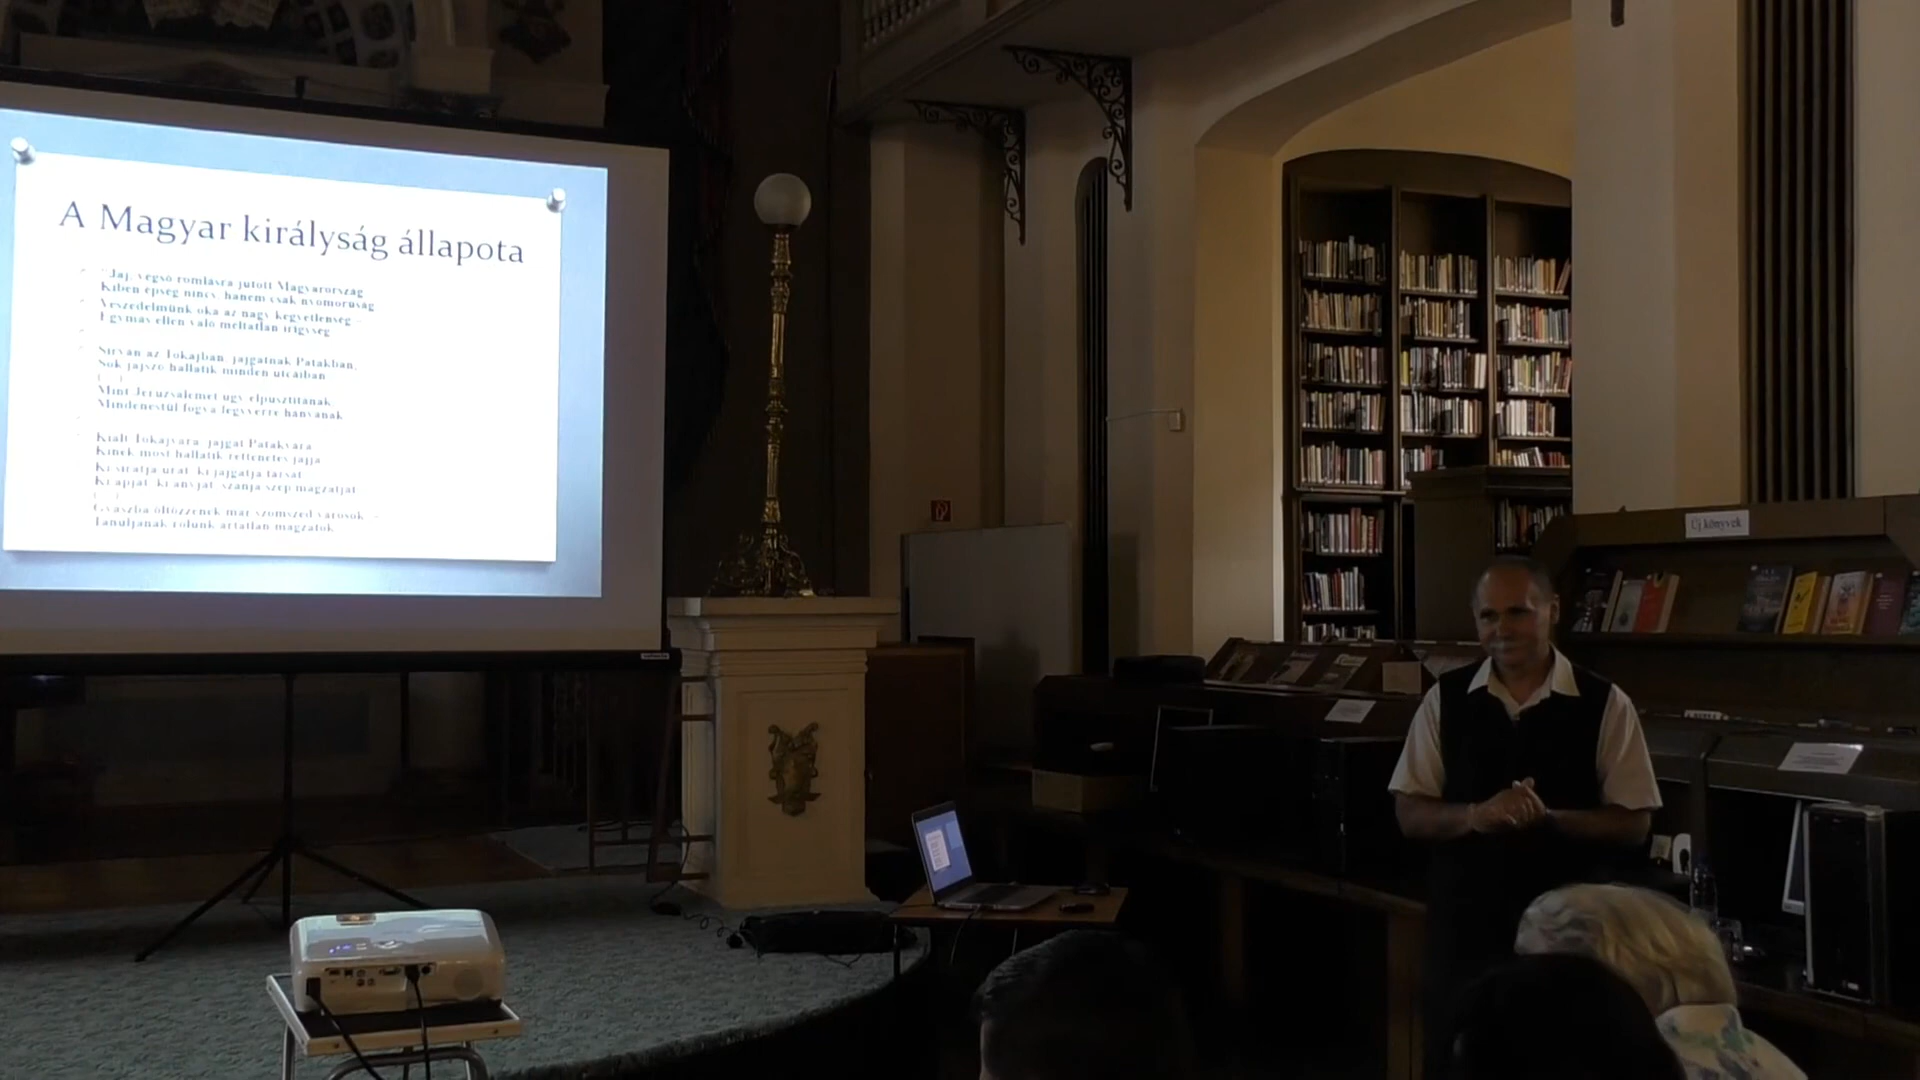 A Magyar királyság állapota
"Jaj, végső romlásra jutott Magyarország
Kiben épség nincs, hanem csak nyomorúság
Veszedelmünk oka az nagy kegyetlenség –
Egymás ellen való méltatlan irigység
Sírván az Tokajban, jajgatnak Patakban,
Sok jajszó hallatik minden utcáiban
Mint Jeruzsálemet úgy elpusztítának
Mindenestül fogva fegyverre hányának
Kiált Tokajvára, jajgat Patakvára
Kinek most hallatik rettenetes jajja
Ki siratja urát, ki jajgatja társát
Ki apját, ki anyját, szánja szép magzatját
Gyászba öltözzenek már szomszéd városok –
Tanuljanak rólunk ártatlan magzatok
Új könyvek